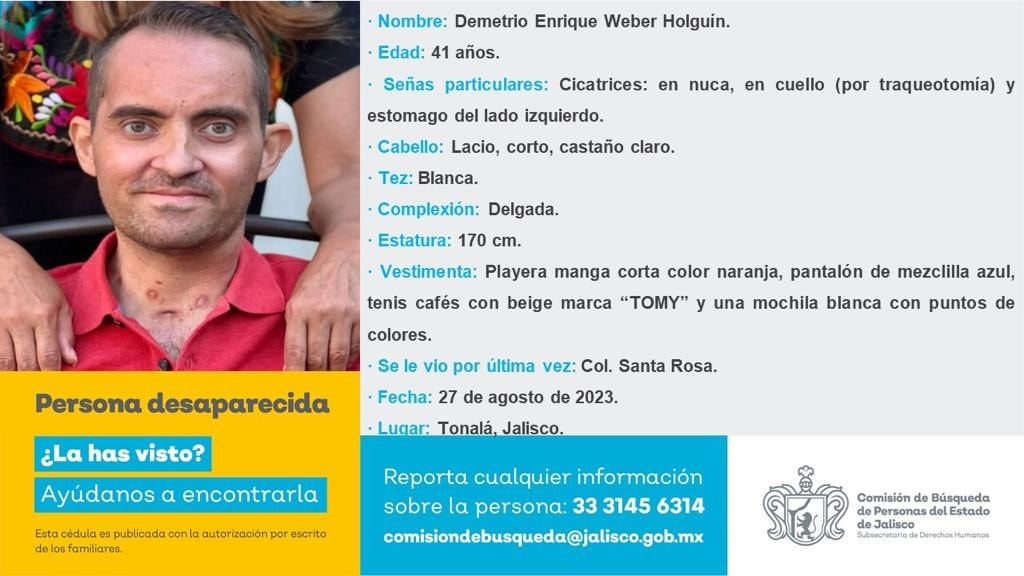 · Nombre: Demetrio Enrique Weber Holguín.
· Edad: 41 años.
· Señas particulares: Cicatrices: en nuca, en cuello (por traqueotomía) y
estomago del lado izquierdo.
· Cabello: Lacio, corto, castaño claro.
· Tez: Blanca.
· Complexión: Delgada.
· Estatura: 170 cm.
· Vestimenta: Playera manga corta color naranja, pantalón de mezclilla azul,
tenis cafés con beige marca “TOMY” y una mochila blanca con puntos de
colores.
· Se le vio por última vez: Col. Santa Rosa.
· Fecha: 27 de agosto de 2023.
· Lugar: Tonalá, Jalisco.
Persona desaparecida
¿La has visto?
Ayúdanos a encontrarla
Esta cédula es publicada con la autorización por escrito
de los familiares.
Reporta cualquier información
sobre la persona: 33 3145 6314
comisiondebusqueda@jalisco.gob.mx
Comisión de Búsqueda
de Personas del Estado
de Jalisco
Subsecretaría de Derechos Humanos